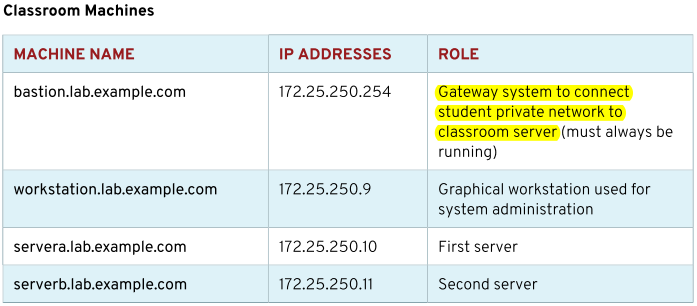 Classroom Machines
MACHINE NAME IP ADDRESSES ROLE
bastion.lab.example.com 172.25.250.254 Gateway system to connect
student private network to
classroom server (must always be
running)
workstation.lab.example.com 172.25.250.9 Graphical workstation used for
system administration
servera.lab.example.com 172.25.250.10 First server
serverb.lab.example.com 172.25.250.11 Second server